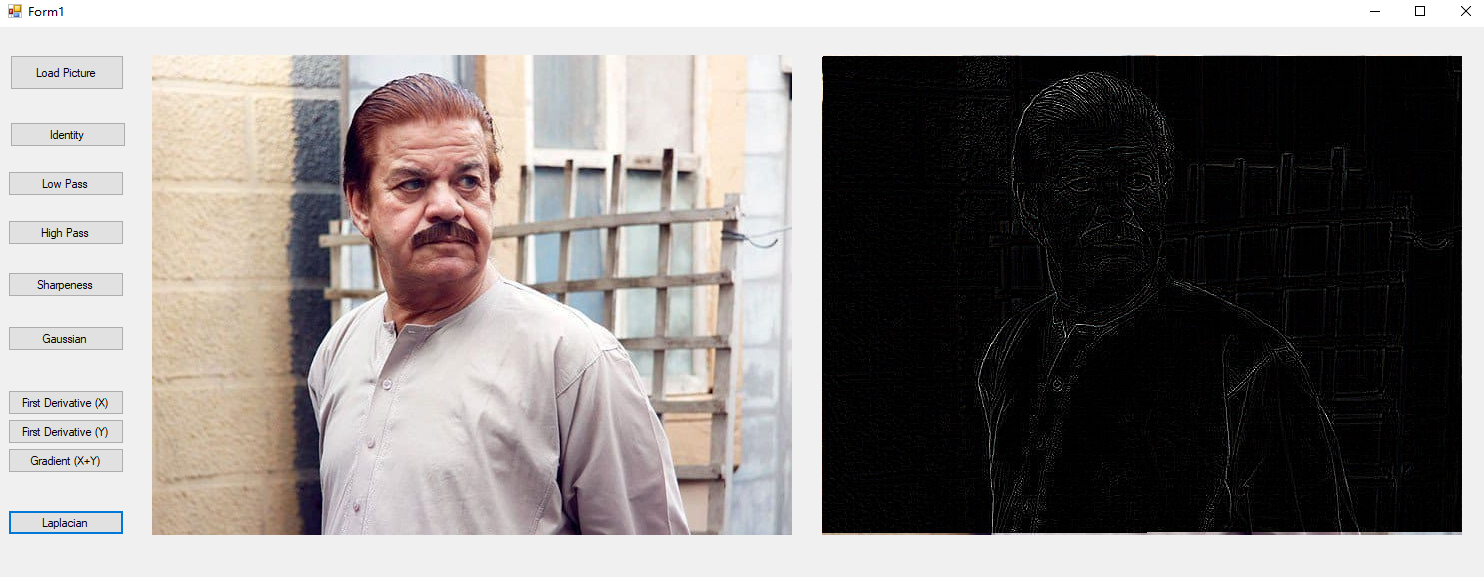 Form1
Load Picture
Identity
Low Pass
High Pass
Sharpeness
Gaussian
First Derivative (X)
First Derivative (Y)
Gradient (X+Y)
Laplacian